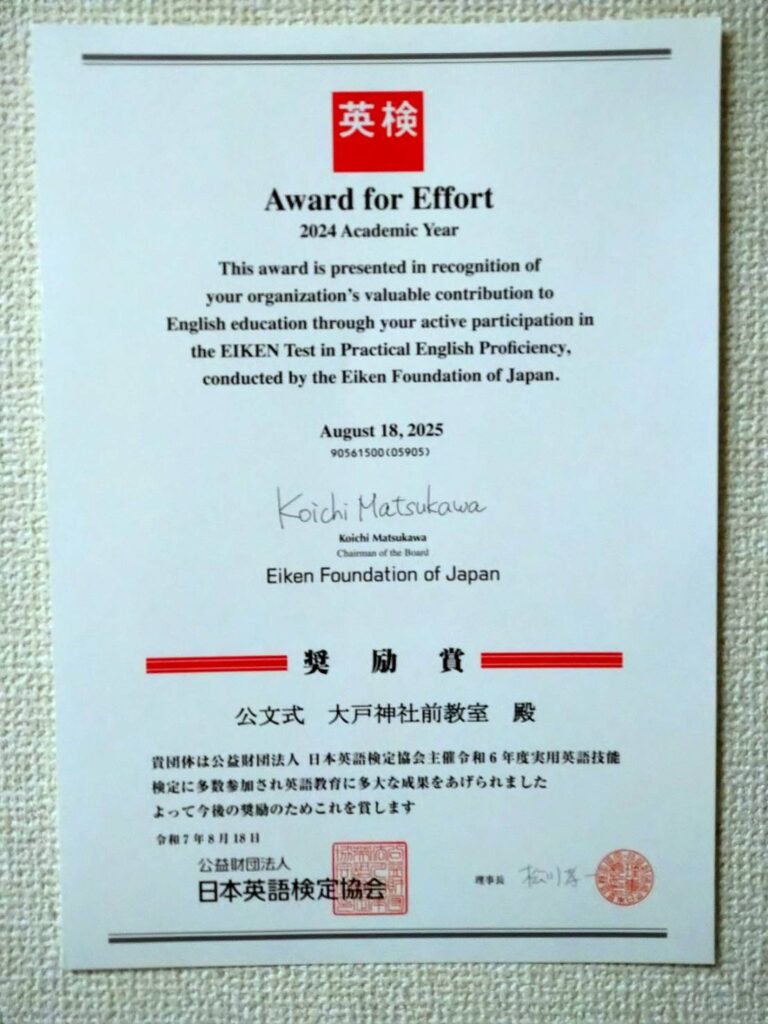 英検
Award for Effort
2024 Academic Year
This award is presented in recognition of
your organization's valuable contribution to
English education through your active participation in
the EIKEN Test in Practical English Proficiency,
conducted by the Eiken Foundation of Japan.
August 18, 2025
90561500(05905)
Koichi Matsukawa
Koichi Matsukawa
Chairman of the Board
Eiken Foundation of Japan
奨励賞
公文式 大戸神社前教室 殿
貴団体は公益財団法人 日本英語検定協会主催令和6年度実用英語技能
検定に多数参加され英語教育に多大な成果をあげられました
よって今後の奨励のためこれを賞します
令和7年8月18日
公益財団法人
日本英語検定協会
理事長 松川孝一